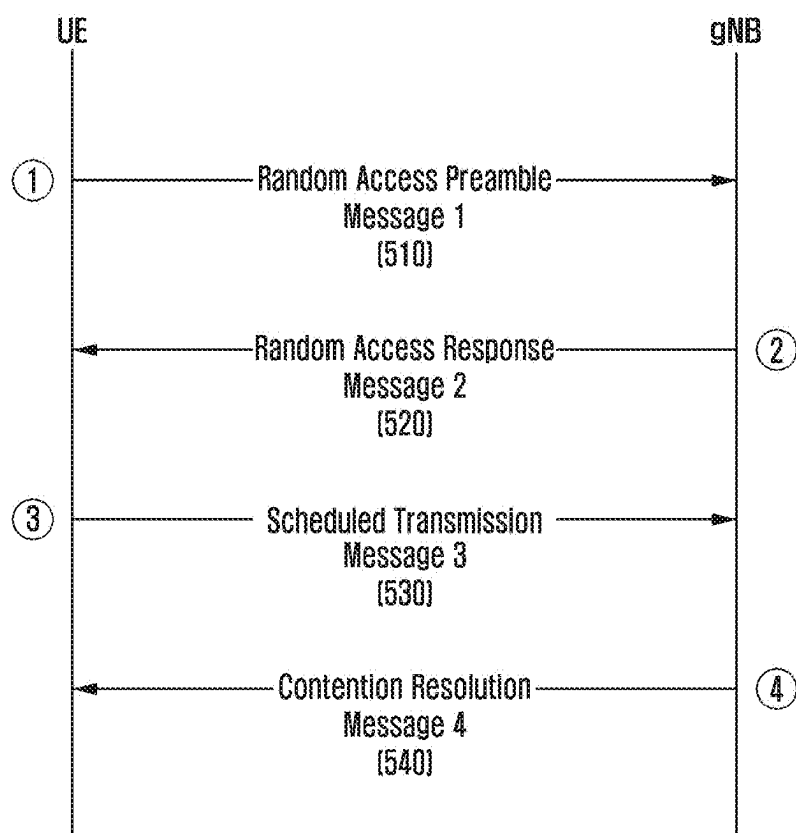 UE
gNB
1
Random Access Preamble
Message 1
(510)
Random Access Response
2
Message 2
(520)
3
Scheduled Transmission
Message 3
(530)
Contention Resolution
4
Message 4
(540)